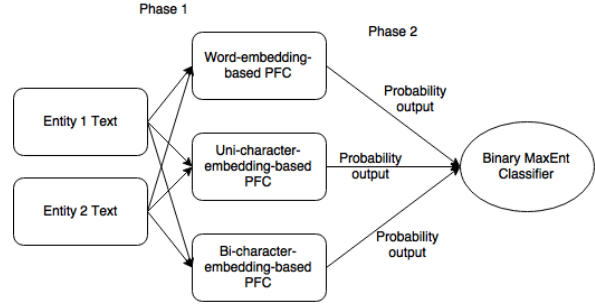 Phase 1
Phase 2
Word-embedding-
based PFC
Probability
output
Entity 1 Text
Uni-character-
embedding-based
PFC
Probability
output
Binary MaxEnt
Classifier
Entity 2 Text
Bi-character-
embedding-based
PFC
Probability
output